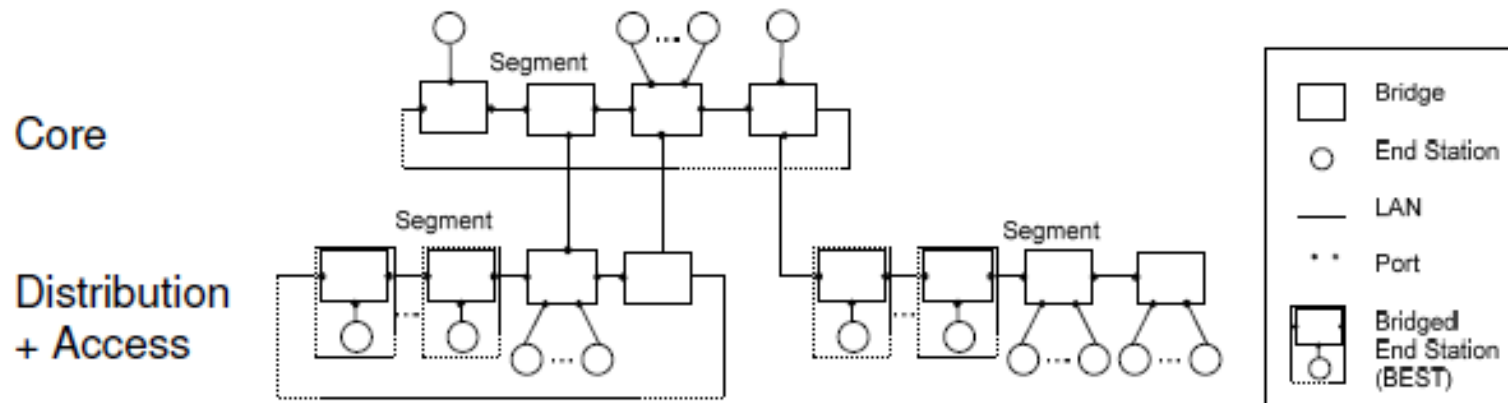 Segment
Core
Segment
Segment
Distribution
+ Access
Bridge
End Station
LAN
Port
Bridged
End Station
(BEST)